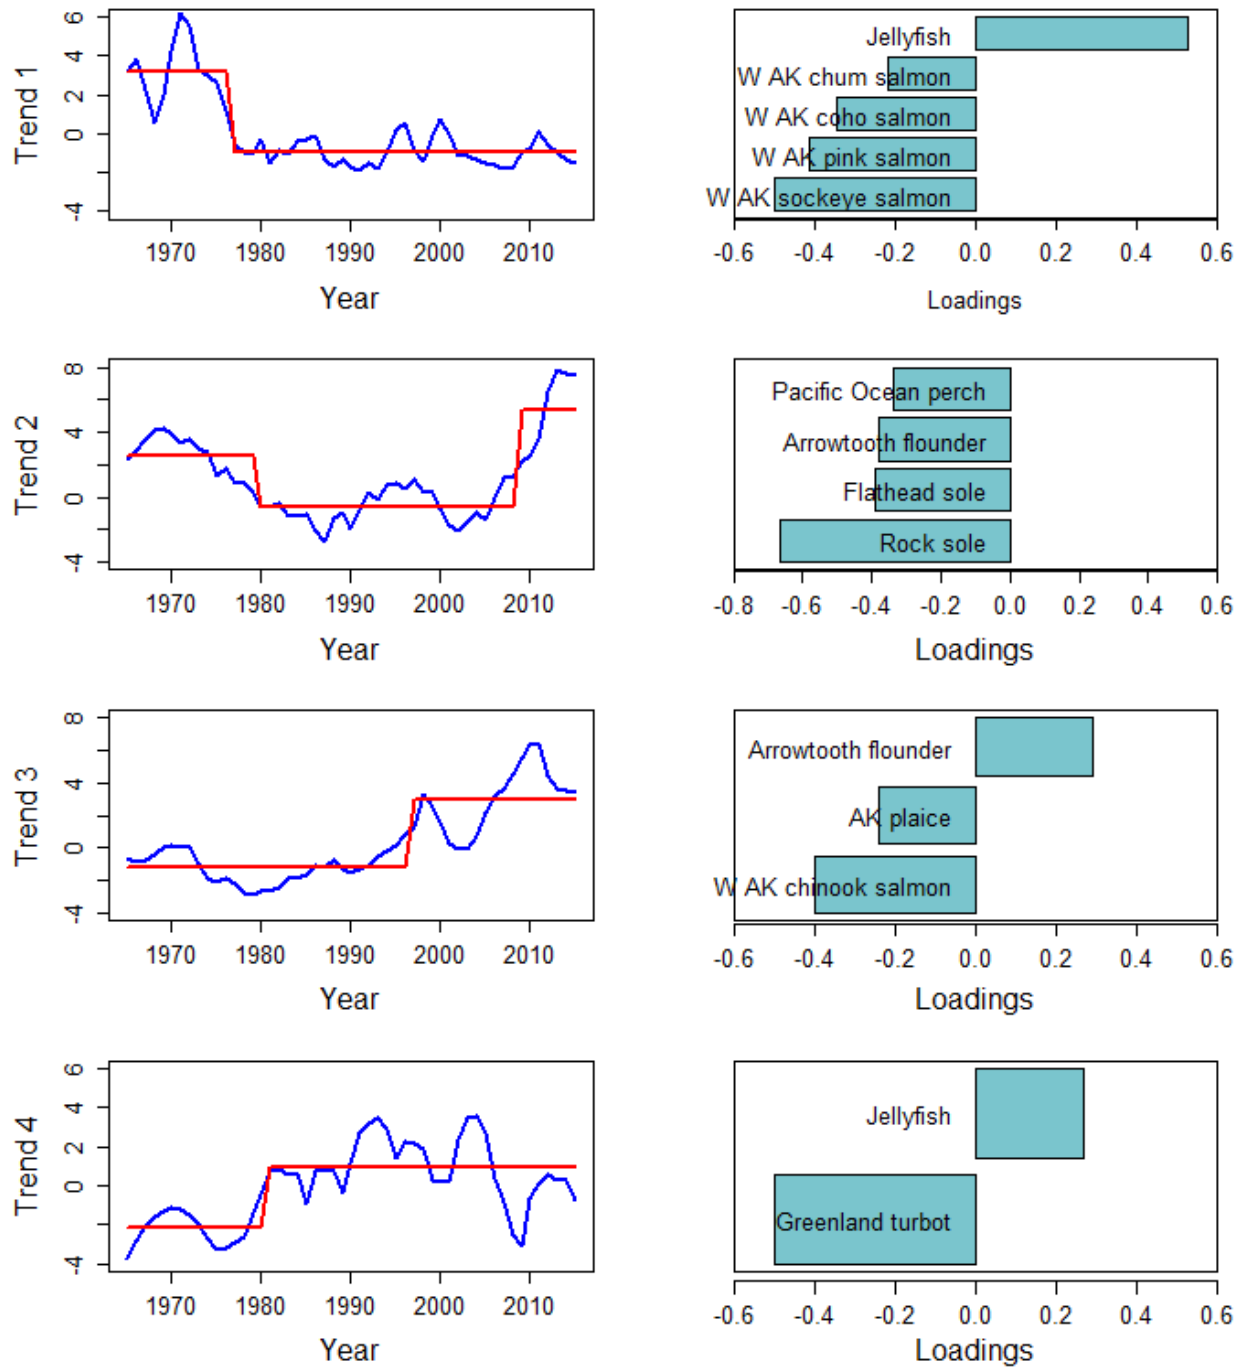 Trend 1
6
4
2
0
-4
1970 1980 1990 2000 2010
Year
Jellyfish
W AK chum salmon
W AK coho salmon
W AK pink salmon
W AK sockeye salmon
-0.6 -0.4 -0.2 0.0 0.2 0.4 0.6
Loadings
Trend 2
8
4
0
-4
1970 1980 1990 2000 2010
Year
Pacific Ocean perch
Arrowtooth flounder
Flathead sole
Rock sole
-0.8 -0.6 -0.4 -0.2 0.0 0.2 0.4 0.6
Loadings
Trend 3
8
4
0
-4
1970 1980 1990 2000 2010
Year
Arrowtooth flounder
AK plaice
W AK chinook salmon
-0.6 -0.4 -0.2 0.0 0.2 0.4 0.6
Loadings
Trend 4
6
4
2
0
-4
1970 1980 1990 2000 2010
Year
Jellyfish
Greenland turbot
-0.6 -0.4 -0.2 0.0 0.2 0.4 0.6
Loadings